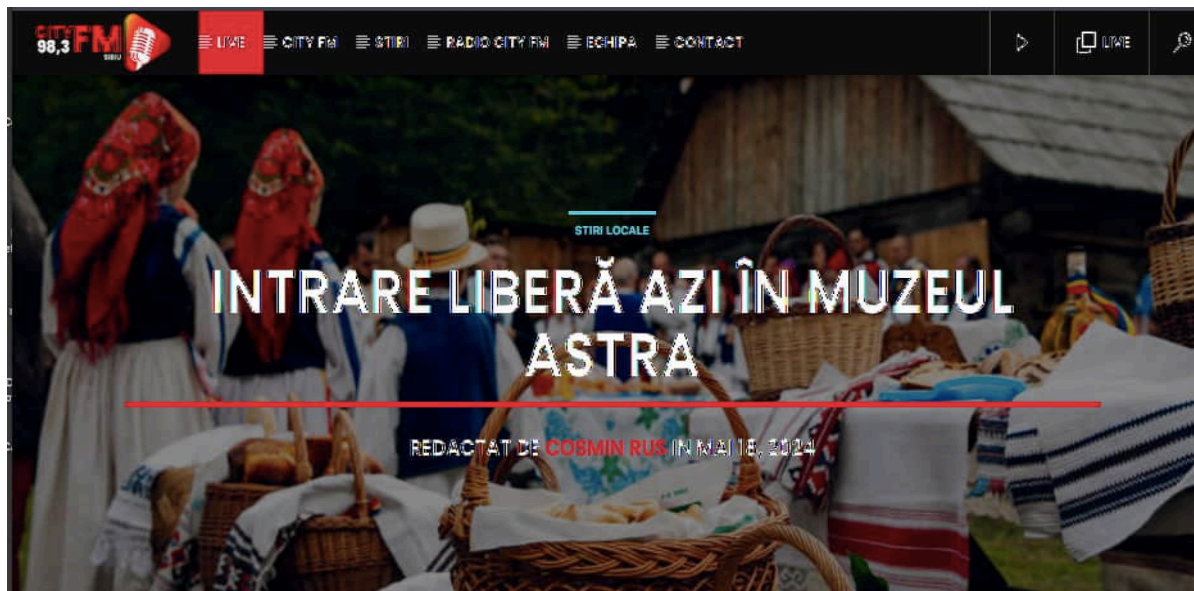 CITY FM
98,3
SIBIU
LIVE
CITY FM
STIRI
RADIO CITY FM
ECHIPA
CONTACT
LIVE
STIRI LOCALE
INTRARE LIBERĂ AZI ÎN MUZEUL
ASTRA
REDACTAT DE COSMIN RUS IN MAI 18, 2024